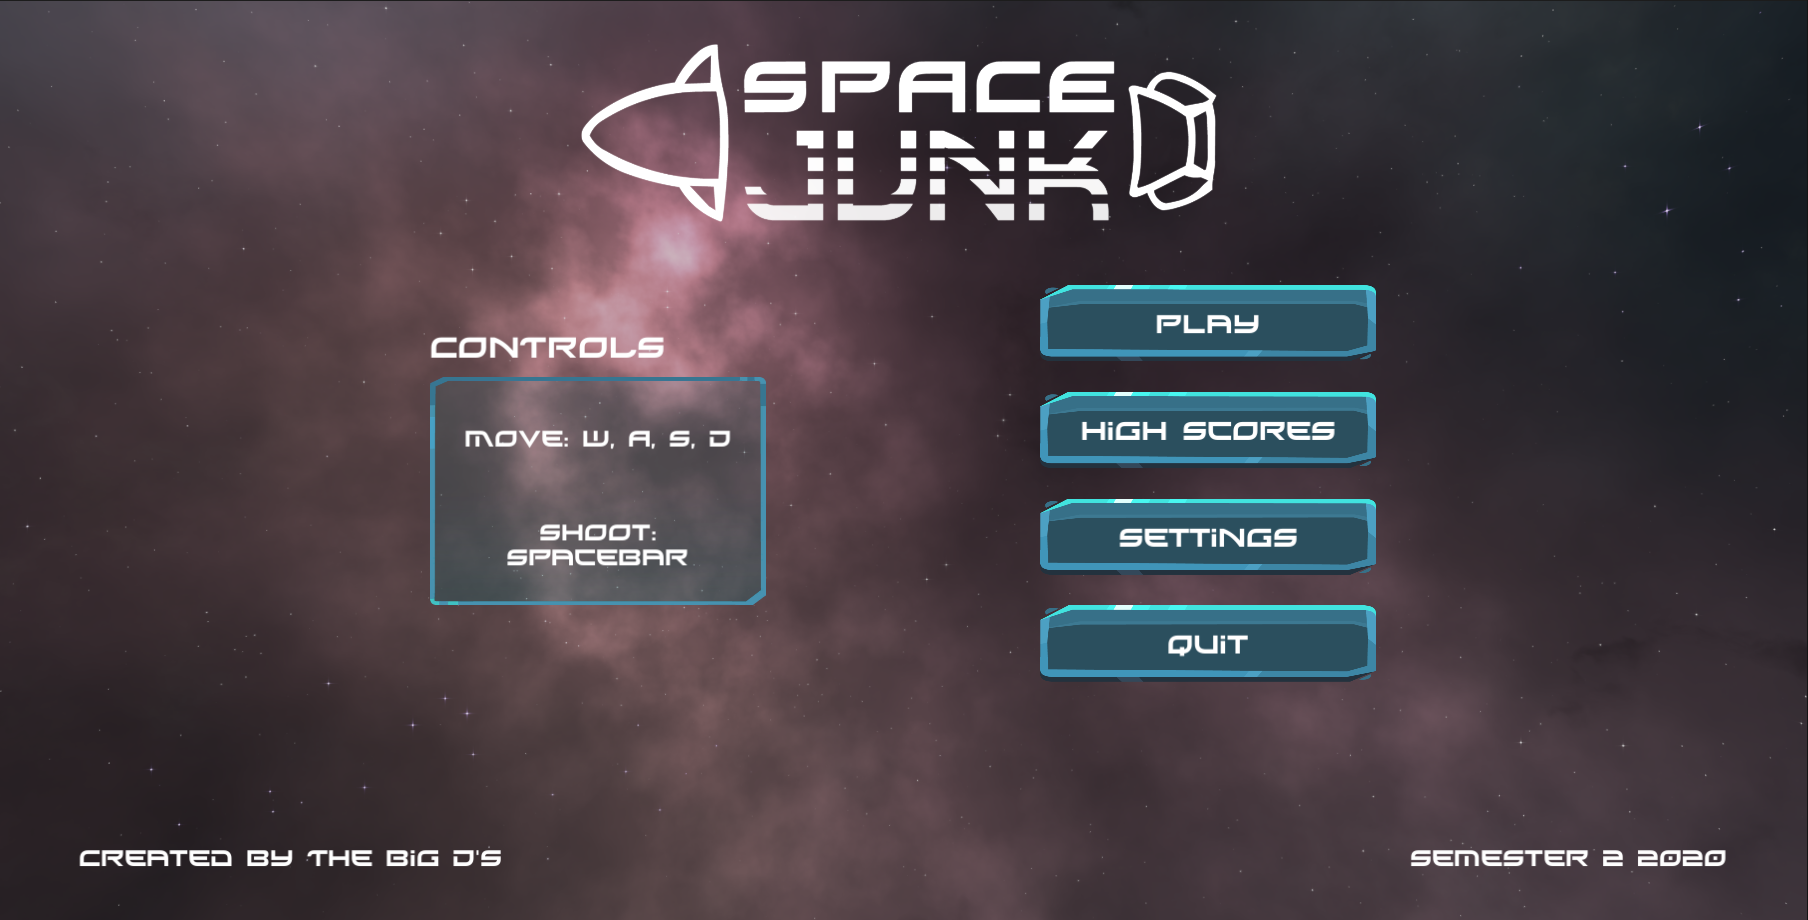 SPACE
JUNK
CONTROLS
MOVE: W, A, S, D
SHOOT:
SPACEBAR
PLAY
HiGH SCORES
SETTiNGS
QUiT
CREATED BY THE BiG D'S
SEMESTER 2 2020